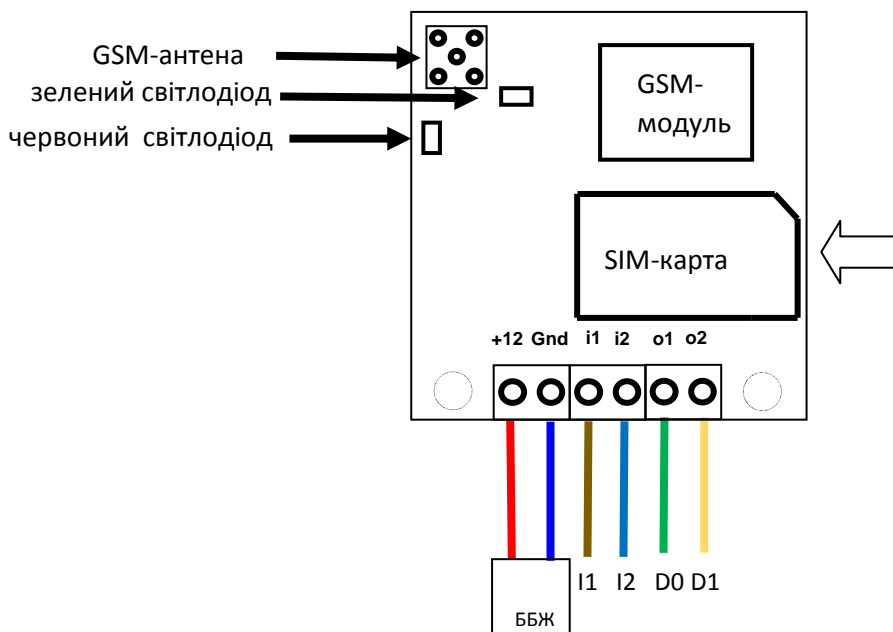 GSM-антена
зелений світлодіод
червоний світлодіод
GSM-
модуль
SIM-карта
+12 Gnd i1 i2 o1 o2
I1 I2 D0 D1
ББЖ